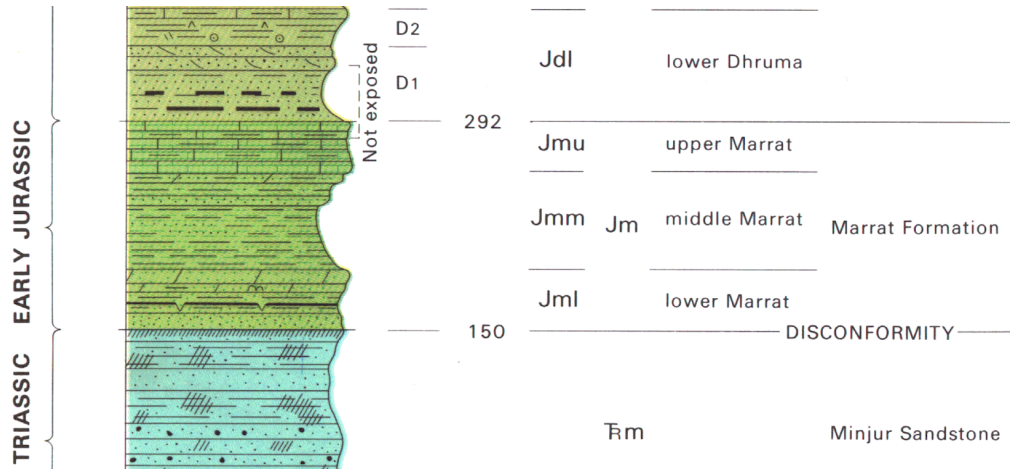 D2
Jdl lower Dhruma
D1
Not exposed
292
EARLY JURASSIC
Jmu upper Marrat
Jmm Jm middle Marrat Marrat Formation
Jml lower Marrat
150 DISCONFORMITY
TRIASSIC
Ŧm Minjur Sandstone